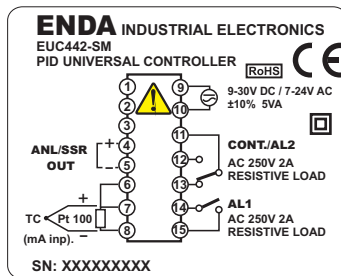 ENDA INDUSTRIAL ELECTRONICS
EUC442-SM
PID UNIVERSAL CONTROLLER
RoHS
CE
9-30V DC / 7-24V AC
±10% 5VA
1
2
3
4
5
6
7
8
9
10
11
12
13
14
15
ANL/SSR
OUT
+
-
CONT./AL2
AC 250V 2A
RESISTIVE LOAD
AL1
AC 250V 2A
RESISTIVE LOAD
+
TC
Pt 100
(mA inp.)
-
SN: XXXXXXXXX